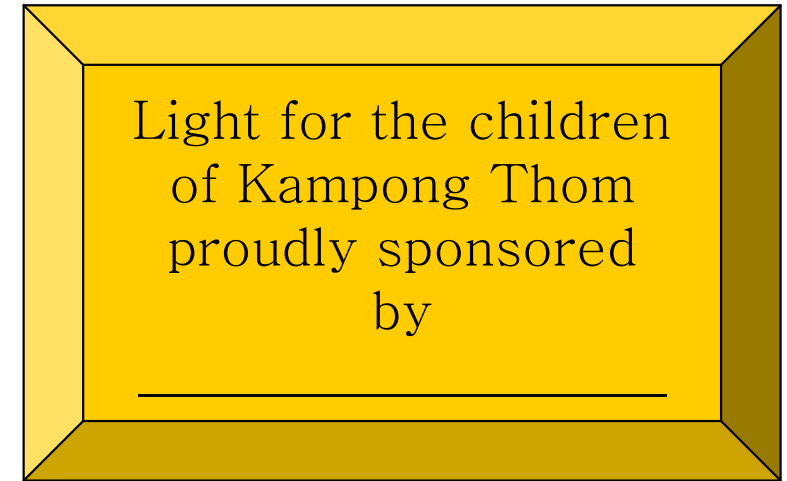 Light for the children
of Kampong Thom
proudly sponsored
by